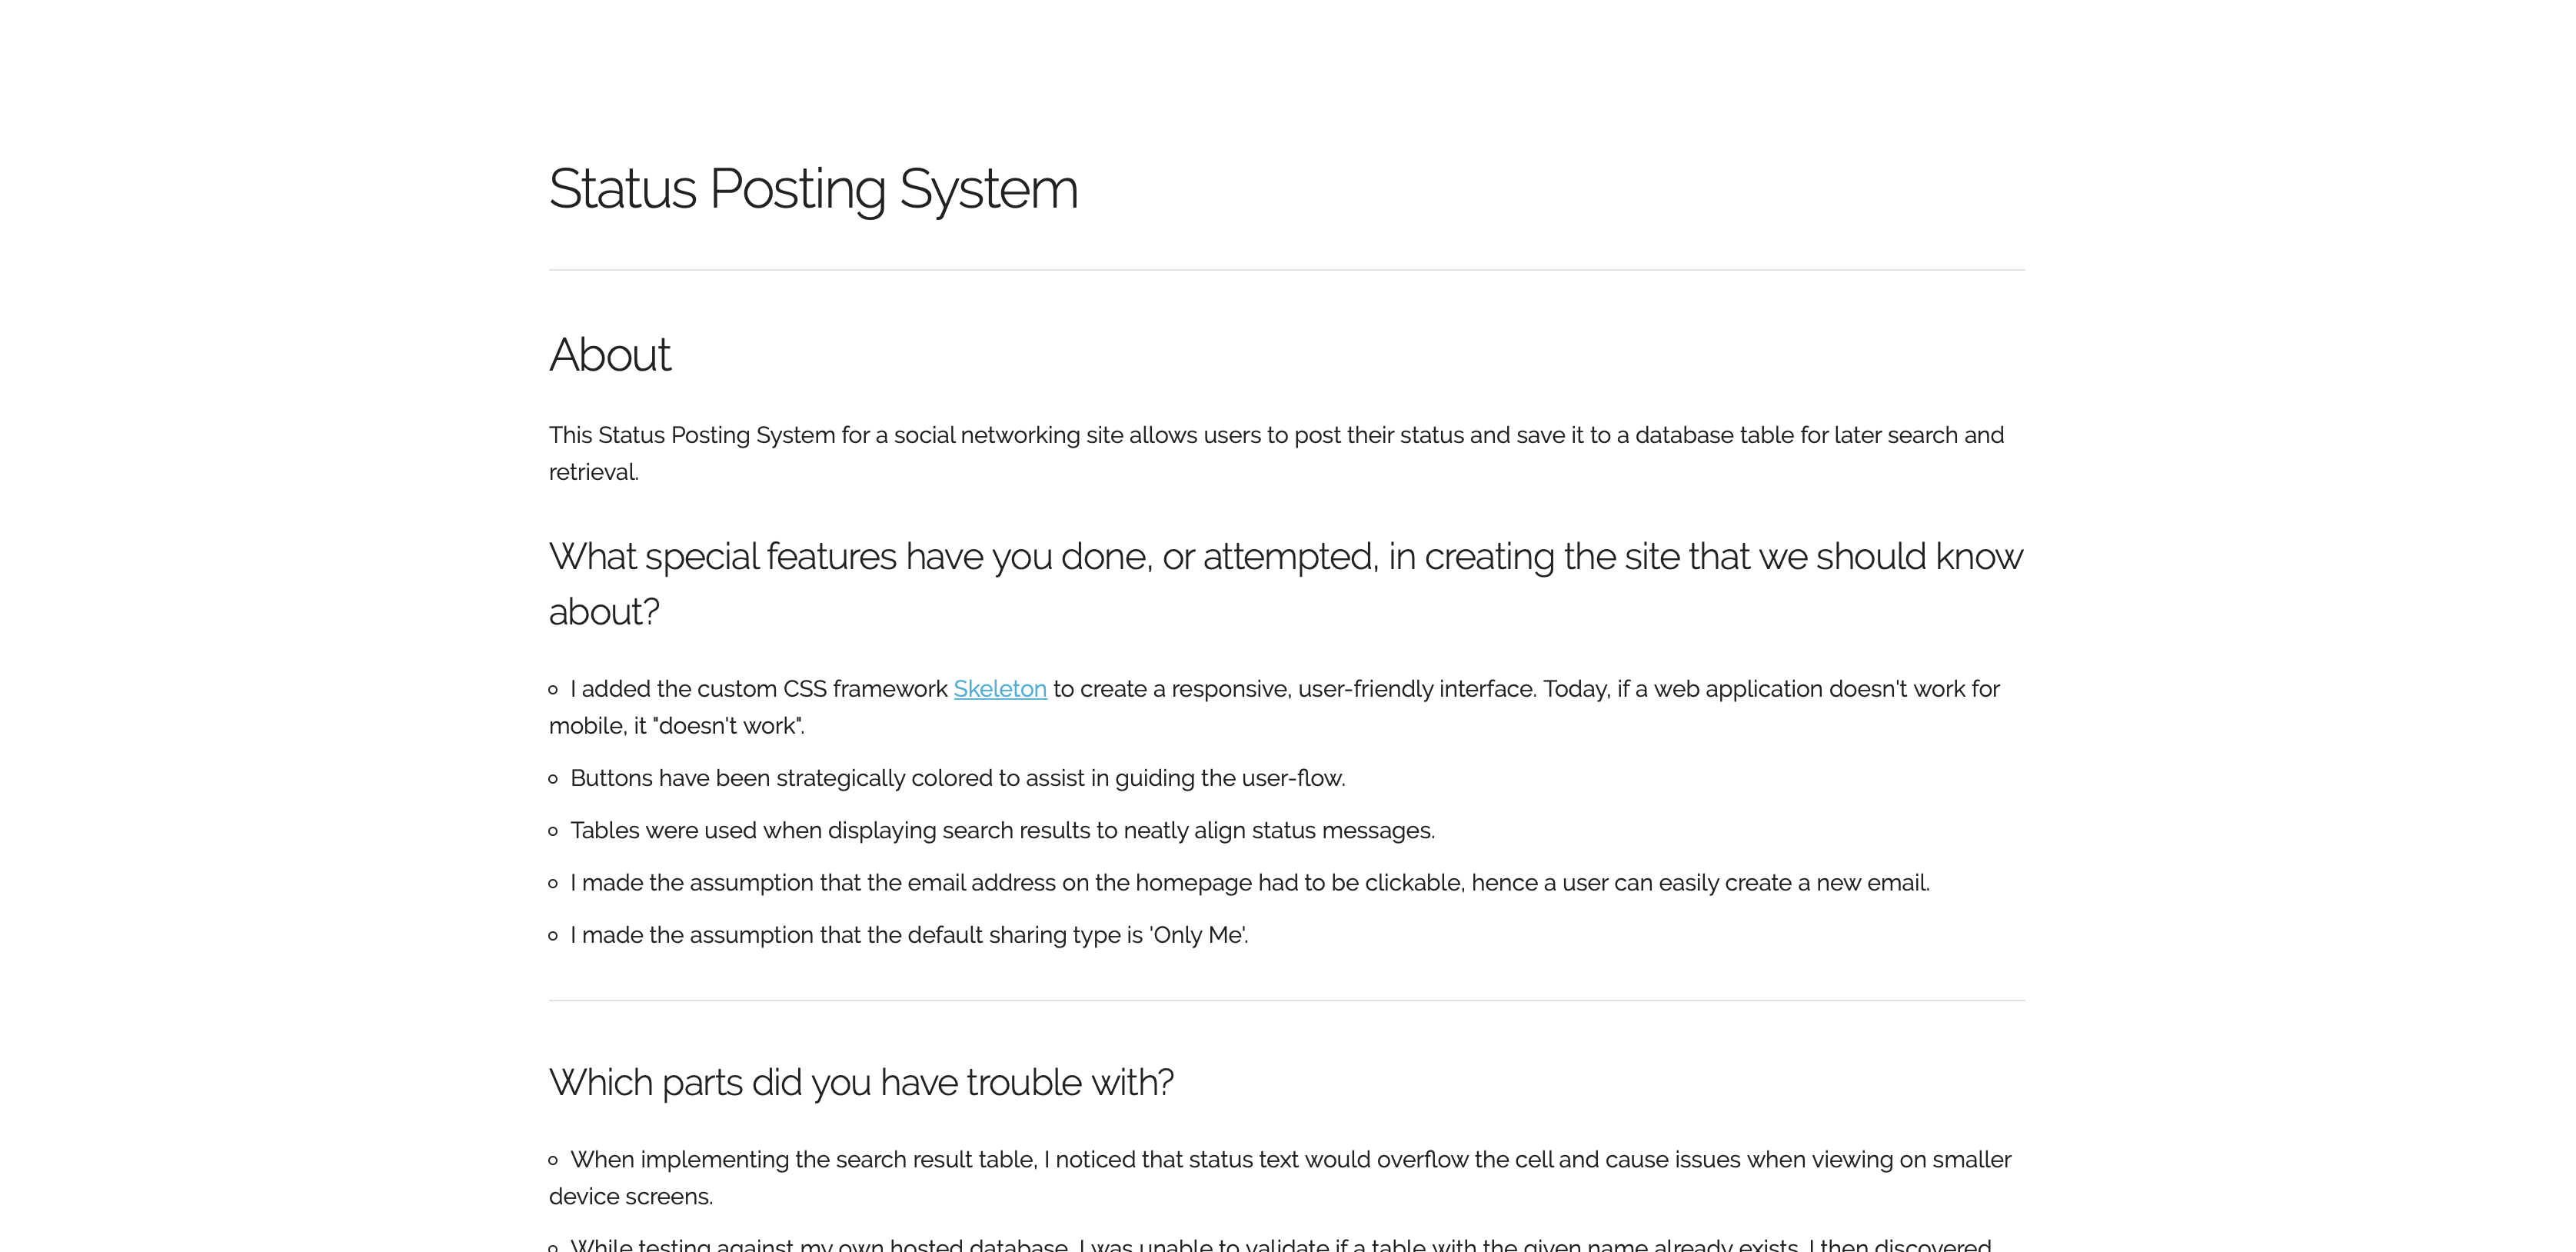 Status Posting System
About
This Status Posting System for a social networking site allows users to post their status and save it to a database table for later search and
retrieval.
What special features have you done, or attempted, in creating the site that we should know
about?
I added the custom CSS framework Skeleton to create a responsive, user-friendly interface. Today, if a web application doesn't work for
mobile, it "doesn't work".
Buttons have been strategically colored to assist in guiding the user-flow.
Tables were used when displaying search results to neatly align status messages.
I made the assumption that the email address on the homepage had to be clickable, hence a user can easily create a new email.
I made the assumption that the default sharing type is 'Only Me'.
Which parts did you have trouble with?
When implementing the search result table, I noticed that status text would overflow the cell and cause issues when viewing on smaller
device screens.
While testing against my own hosted database, I was unable to validate if a table with the given name already exists. I then discovered